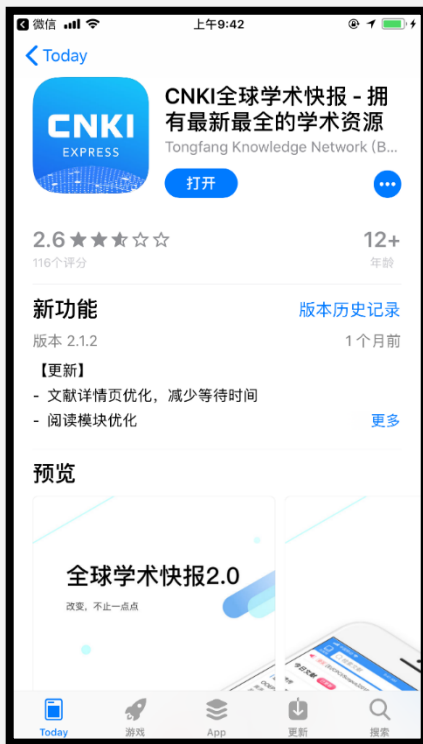 微信 上午9:42
Today
CNKI
EXPRESS
CNKI全球学术快报 - 拥
有最新最全的学术资源
Tongfang Knowledge Network (B...
打开
2.6 12+
116个评分 年龄
新功能 版本历史记录
版本 2.1.2 1个月前
【更新】
- 文献详情页优化，减少等待时间
- 阅读模块优化 更多
预览
全球学术快报2.0
改变，不止一点点
今日文献
Today 游戏 App 更新 搜索